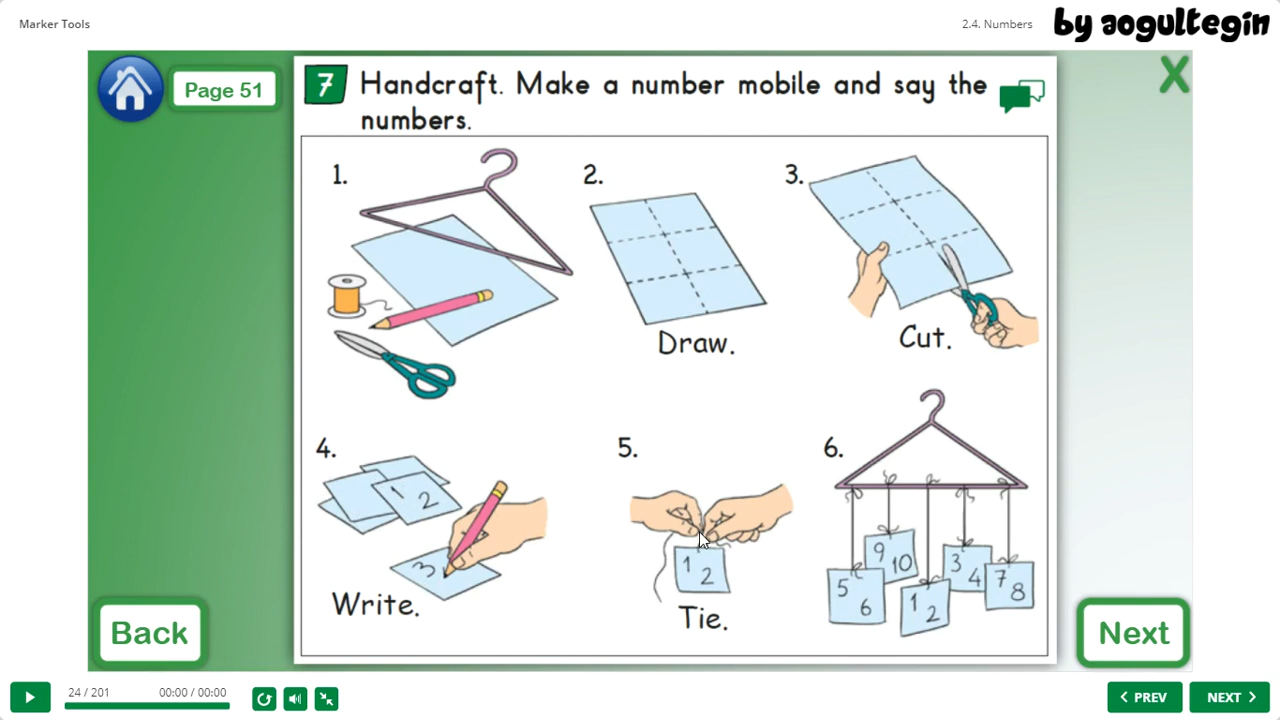 Marker Tools
2.4. Numbers
by aogultegin
Page 51
X
7 Handcraft. Make a number mobile and say the
numbers.
1.
2.
3.
Draw.
Cut.
4.
5.
6.
1 2
3
Write.
1 2
Tie.
9 10
5 6
1 2
3 4
7 8
Back
Next
24 / 201
00:00 / 00:00
PREV
NEXT